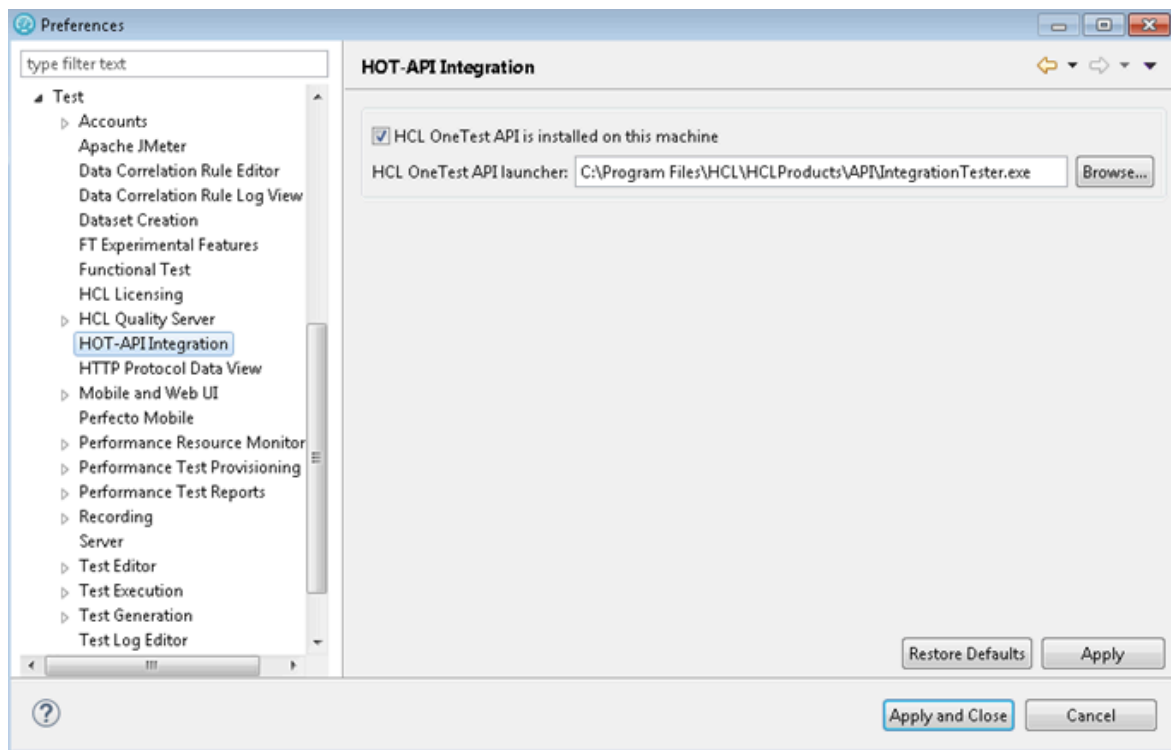 Preferences
type filter text
Test
Accounts
Apache JMeter
Data Correlation Rule Editor
Data Correlation Rule Log View
Dataset Creation
FT Experimental Features
Functional Test
HCL Licensing
HCL Quality Server
HOT-API Integration
HTTP Protocol Data View
Mobile and Web UI
Perfecto Mobile
Performance Resource Monitor
Performance Test Provisioning
Performance Test Reports
Recording
Server
Test Editor
Test Execution
Test Generation
Test Log Editor
HOT-API Integration
HCL OneTest API is installed on this machine
HCL OneTest API launcher: C:\Program Files\HCL\HCLProducts\API\IntegrationTester.exe Browse...
Restore Defaults Apply
? Apply and Close Cancel